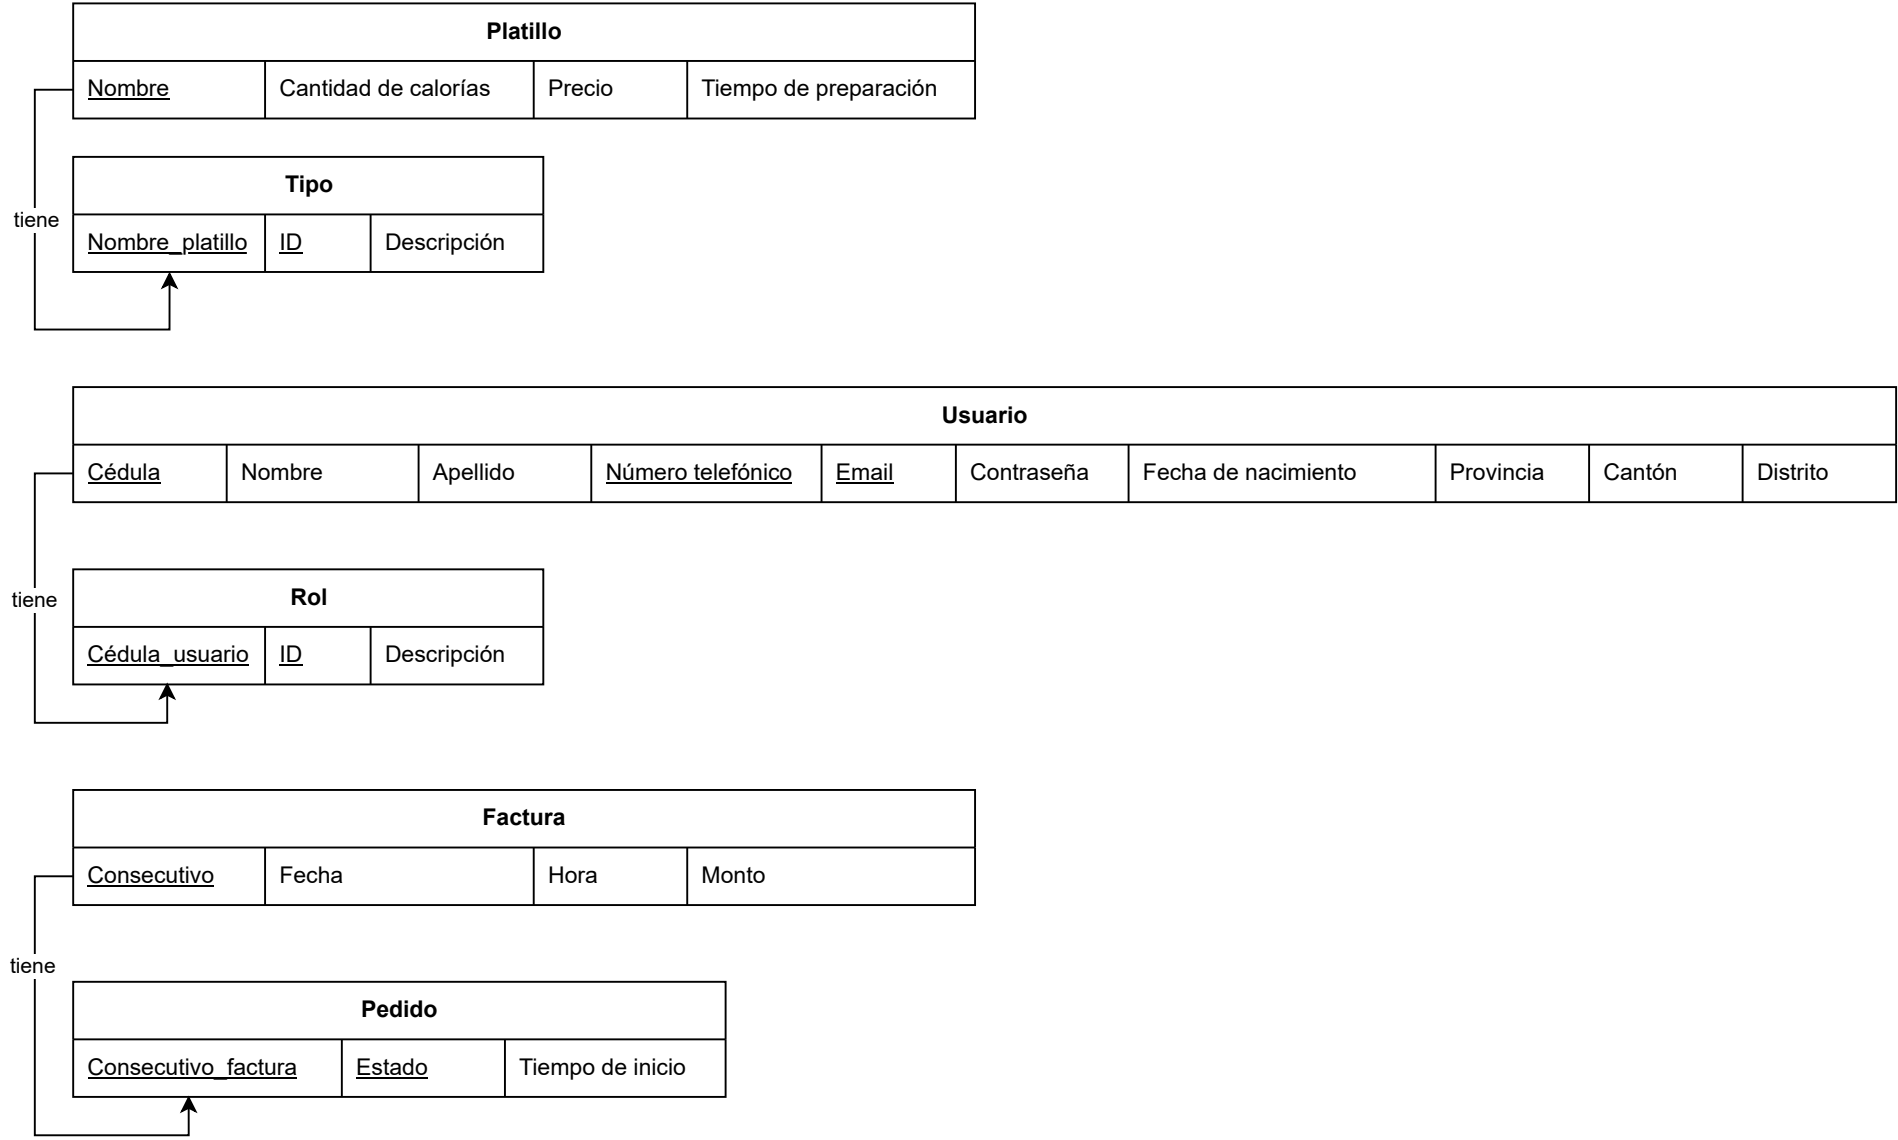 Platillo
Nombre Cantidad de calorías Precio Tiempo de preparación
Tipo
tiene
Nombre_platillo ID Descripción
Usuario
Cédula Nombre Apellido Número telefónico Email Contraseña Fecha de nacimiento Provincia Cantón Distrito
Rol
tiene
Cédula_usuario ID Descripción
Factura
Consecutivo Fecha Hora Monto
tiene
Pedido
Consecutivo_factura Estado Tiempo de inicio